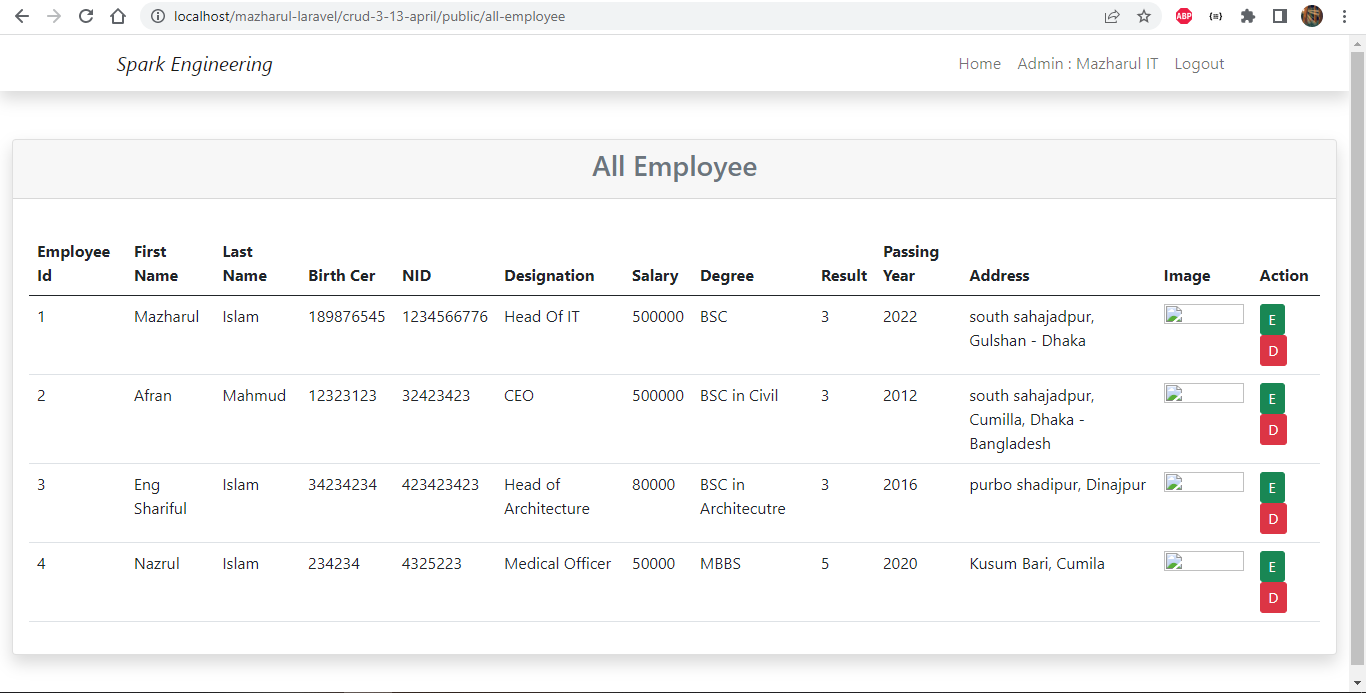 localhost/mazharul-laravel/crud-3-13-april/public/all-employee
ABP
Spark Engineering
Home Admin : Mazharul IT Logout
All Employee
Employee Id First Name Last Name Birth Cer NID Designation Salary Degree Result Passing Year Address Image Action
1 Mazharul Islam 189876545 1234566776 Head Of IT 500000 BSC 3 2022 south sahajadpur, Gulshan - Dhaka E
D
2 Afran Mahmud 12323123 32423423 CEO 500000 BSC in Civil 3 2012 south sahajadpur, Cumilla, Dhaka - Bangladesh E
D
3 Eng Shariful Islam 34234234 423423423 Head of Architecture 80000 BSC in Architecutre 3 2016 purbo shadipur, Dinajpur E
D
4 Nazrul Islam 234234 4325223 Medical Officer 50000 MBBS 5 2020 Kusum Bari, Cumila E
D